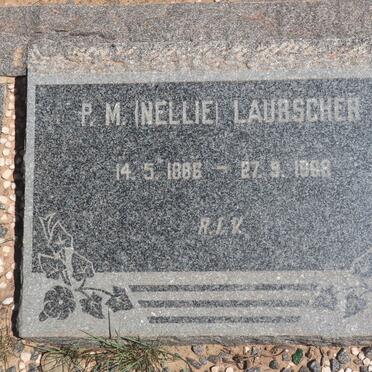 P. M. (NELLIE) LAUBSCHER
14. 5. 1886 – 27. 9. 1968
R.I.V.